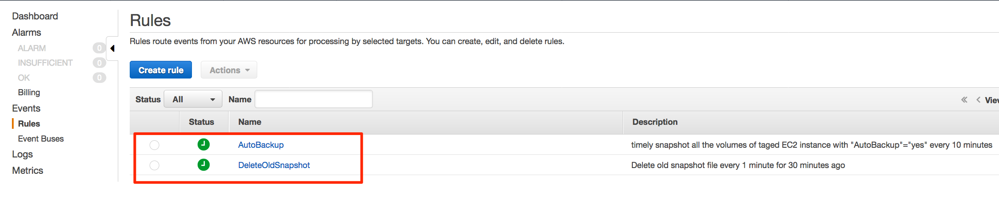 Dashboard
Alarms
ALARM 0
INSUFFICIENT 0
OK 0
Billing
Events
Rules
Event Buses
Logs
Metrics
Rules
Rules route events from your AWS resources for processing by selected targets. You can create, edit, and delete rules.
Create rule Actions
Status All Name
Status Name Description
AutoBackup timely snapshot all the volumes of taged EC2 instance with "AutoBackup"="yes" every 10 minutes
DeleteOldSnapshot Delete old snapshot file every 1 minute for 30 minutes ago